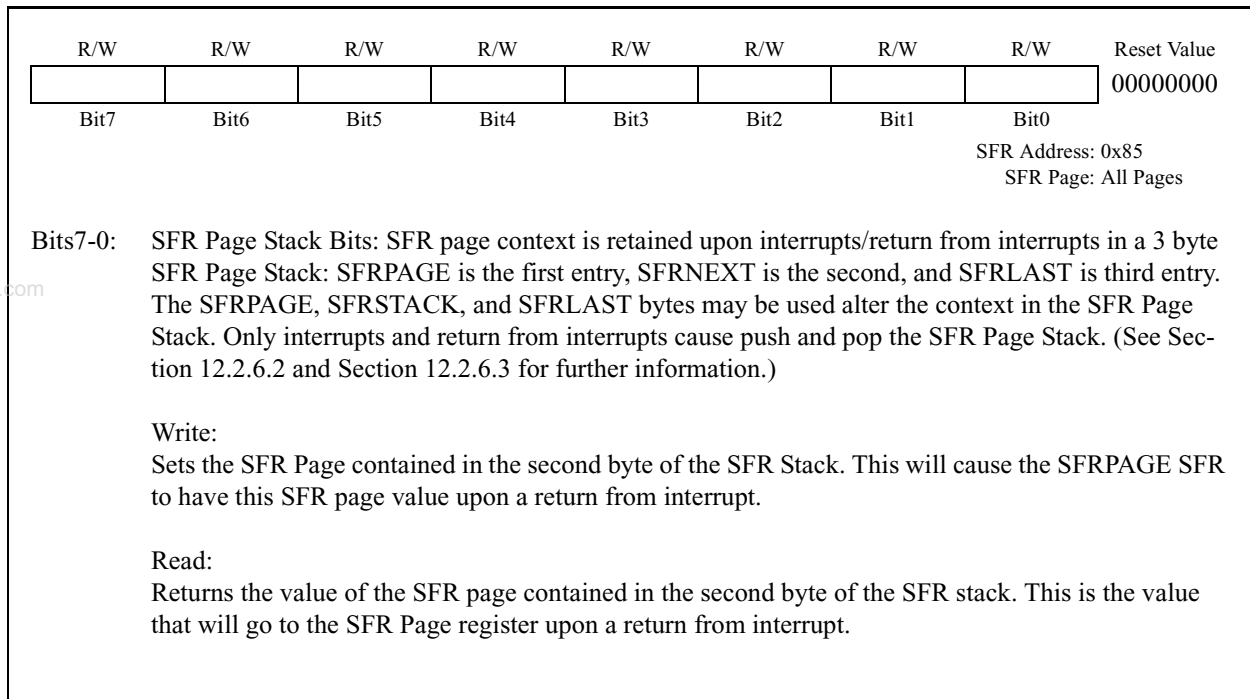 R/W R/W R/W R/W R/W R/W R/W R/W Reset Value
00000000
Bit7 Bit6 Bit5 Bit4 Bit3 Bit2 Bit1 Bit0
SFR Address: 0x85
SFR Page: All Pages
Bits7-0: SFR Page Stack Bits: SFR page context is retained upon interrupts/return from interrupts in a 3 byte
SFR Page Stack: SFRPAGE is the first entry, SFRNEXT is the second, and SFRLAST is third entry.
.com
The SFRPAGE, SFRSTACK, and SFRLAST bytes may be used alter the context in the SFR Page
Stack. Only interrupts and return from interrupts cause push and pop the SFR Page Stack. (See Sec-
tion 12.2.6.2 and Section 12.2.6.3 for further information.)
Write:
Sets the SFR Page contained in the second byte of the SFR Stack. This will cause the SFRPAGE SFR
to have this SFR page value upon a return from interrupt.
Read:
Returns the value of the SFR page contained in the second byte of the SFR stack. This is the value
that will go to the SFR Page register upon a return from interrupt.